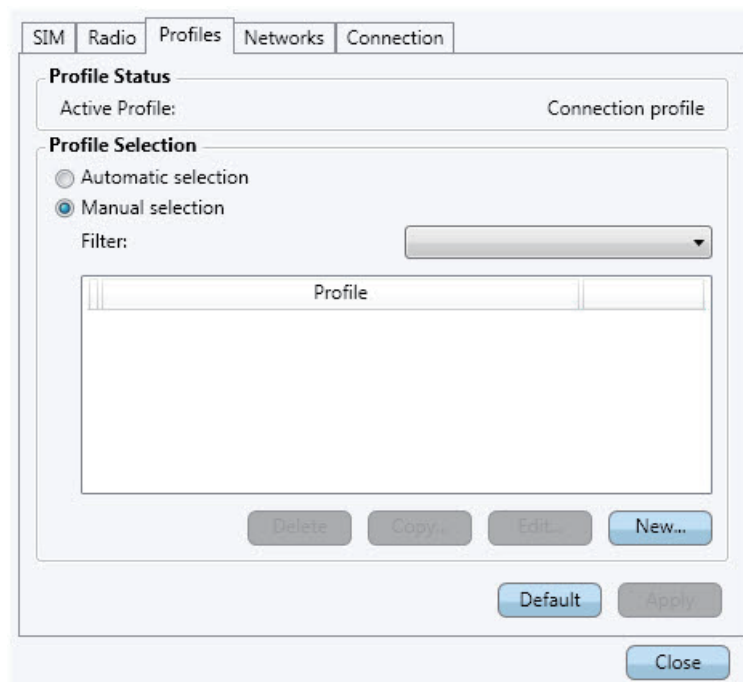 SIM Radio Profiles Networks Connection
Profile Status
Active Profile: Connection profile
Profile Selection
Automatic selection
Manual selection
Filter:
Profile
Delete Copy... Edit... New...
Default Apply
Close